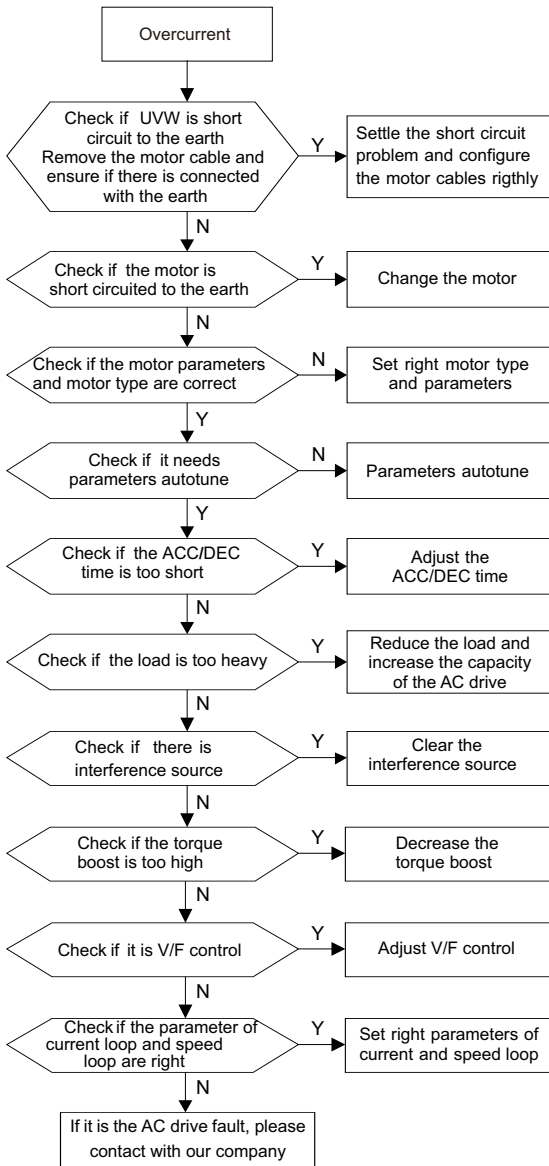 Overcurrent
Check if UVW is short
circuit to the earth
Remove the motor cable and
ensure if there is connected
with the earth
Y
Settle the short circuit
problem and configure
the motor cables rigthly
N
Check if the motor is
short circuited to the earth
Y
Change the motor
N
Check if the motor parameters
and motor type are correct
N
Set right motor type
and parameters
Y
Check if it needs
parameters autotune
N
Parameters autotune
Y
Check if the ACC/DEC
time is too short
Y
Adjust the
ACC/DEC time
N
Check if the load is too heavy
Y
Reduce the load and
increase the capacity
of the AC drive
N
Check if there is
interference source
Y
Clear the
interference source
N
Check if the torque
boost is too high
Y
Decrease the
torque boost
N
Check if it is V/F control
Y
Adjust V/F control
N
Check if the parameter of
current loop and speed
loop are right
Y
Set right parameters of
current and speed loop
N
If it is the AC drive fault, please
contact with our company